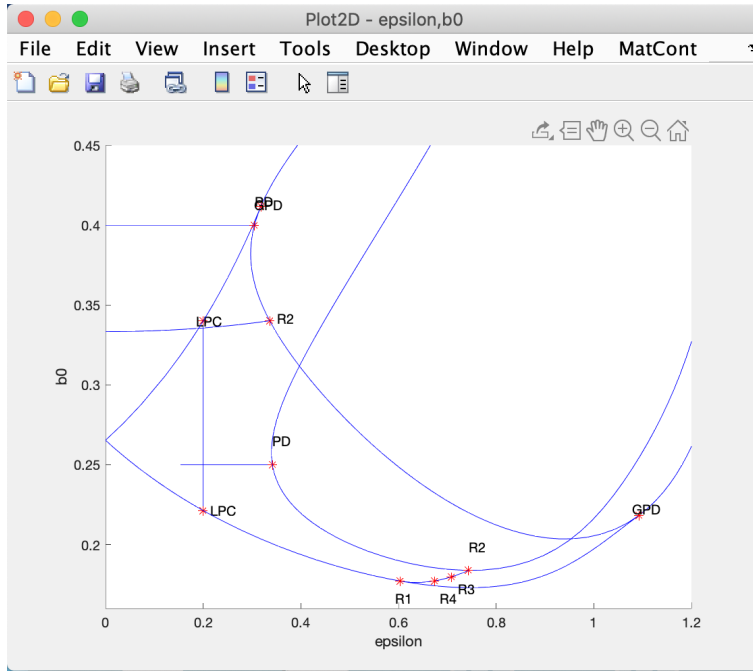 Plot2D - epsilon,b0
File Edit View Insert Tools Desktop Window Help MatCont
0.45
0.4
0.35
0.3
0.25
0.2
b0
PD
GPD
LPC
R2
PD
LPC
GPD
R2
R3
R1
R4
0
0.2
0.4
0.6
0.8
1
1.2
epsilon